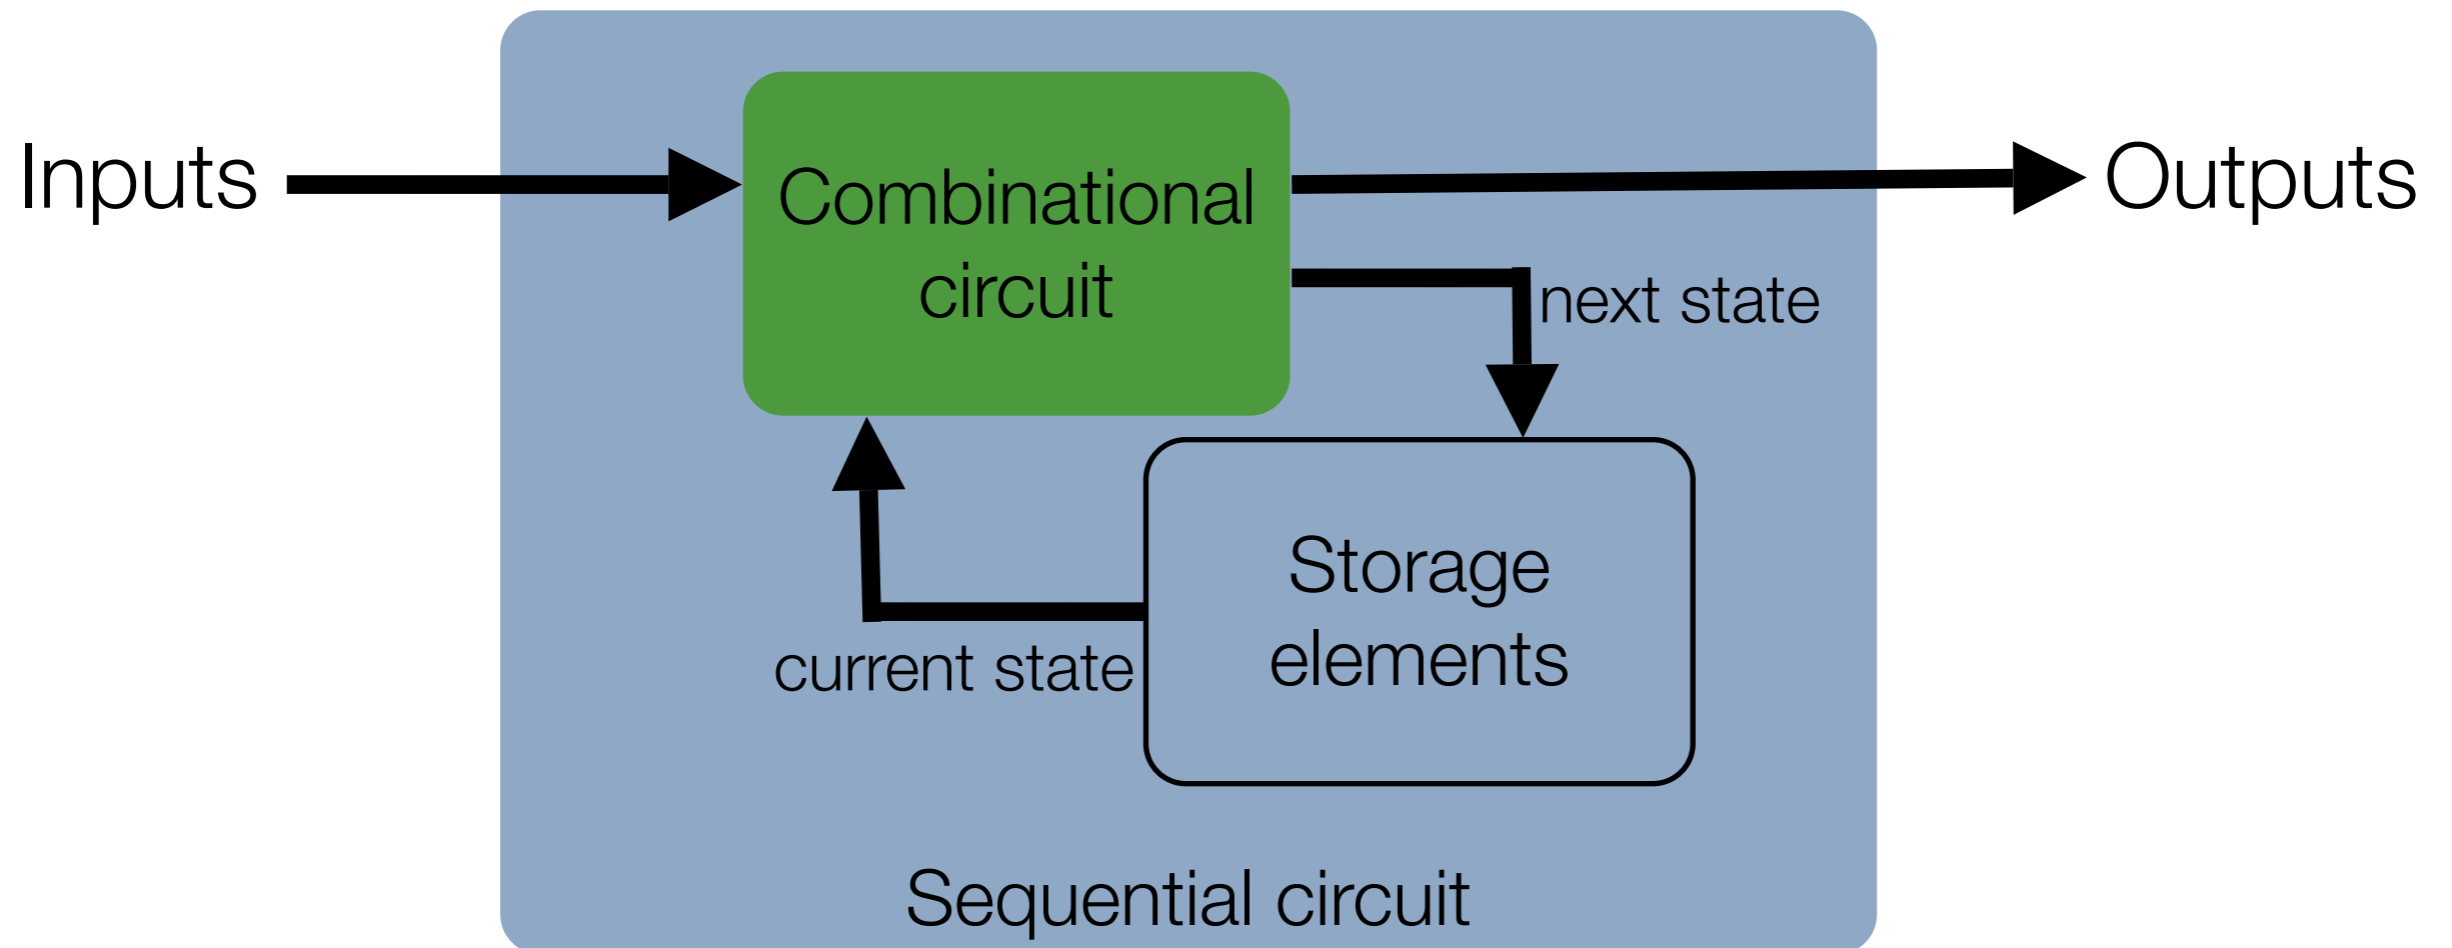 Inputs
Combinational
circuit
Outputs
next state
current state
Storage
elements
Sequential circuit